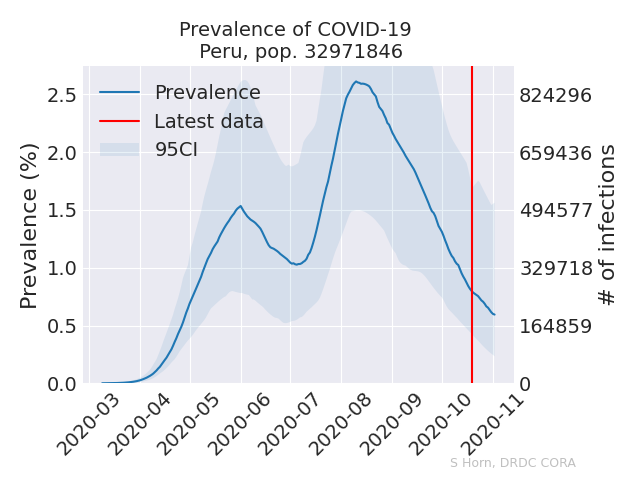 Prevalence of COVID-19
Peru, pop. 32971846
Prevalence
Latest data
95CI
Prevalence (%)
2.5
2.0
1.5
1.0
0.5
0.0
824296
659436
494577
329718
164859
0
# of infections
2020-03
2020-04
2020-05
2020-06
2020-07
2020-08
2020-09
2020-10
2020-11
S Horn, DRDC CORA